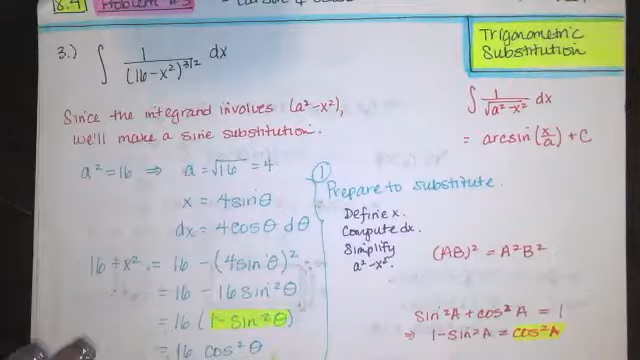 8.4 Problem #3
3.) ∫ 1/(16-x²)^3/2 dx
Trigonometric
Substitution
Since the integrand involves (a²-x²),
we'll make a sine substitution.
∫ 1/√(a²-x²) dx
= arcsin(x/a) + C
a² = 16 ⇒ a = √16 = 4
x = 4sinθ
dx = 4cosθ dθ
① Prepare to substitute.
Define x.
Compute dx.
Simplify
a²-x².
16-x² = 16 - (4sinθ)²
= 16 - 16sin²θ
= 16 (1-sin²θ)
= 16 cos²θ
(AB)² = A²B²
sin²A + cos²A = 1
⇒ 1-sin²A = cos²A